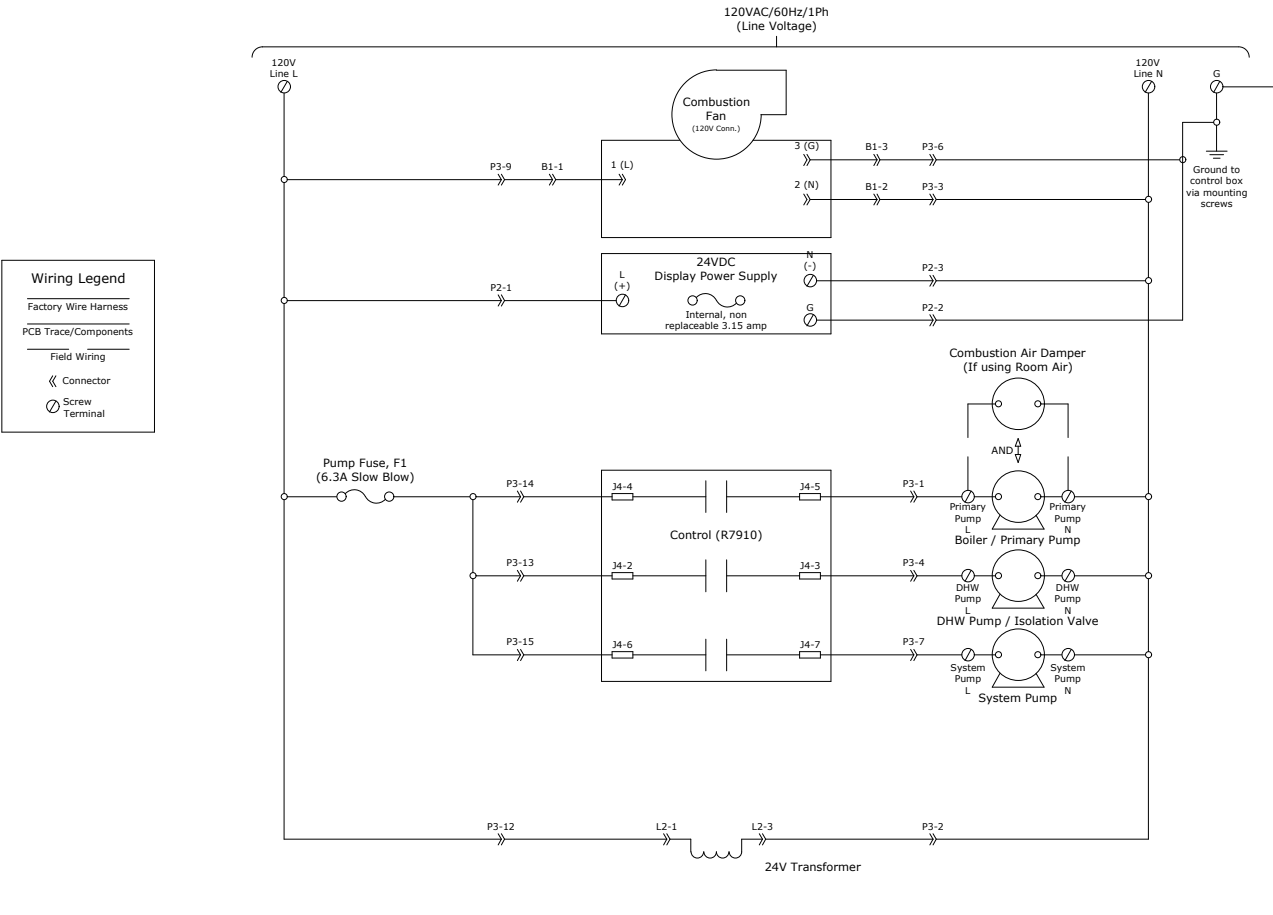 120VAC/60Hz/1Ph
(Line Voltage)
120V
Line L
120V
Line N
G
Combustion
Fan
(120V Conn.)
3 (G)
B1-3
P3-6
P3-9
B1-1
1 (L)
2 (N)
B1-2
P3-3
Ground to
control box
via mounting
screws
Wiring Legend
Factory Wire Harness
PCB Trace/Components
Field Wiring
Connector
Screw
Terminal
24VDC
Display Power Supply
N
(-)
P2-3
L
(+)
P2-1
Internal, non
replaceable 3.15 amp
G
P2-2
Combustion Air Damper
(If using Room Air)
AND
Pump Fuse, F1
(6.3A Slow Blow)
P3-14
J4-4
J4-5
P3-1
Primary
Pump
L
Primary
Pump
N
Boiler / Primary Pump
Control (R7910)
P3-13
J4-2
J4-3
P3-4
DHW
Pump
L
DHW
Pump
N
DHW Pump / Isolation Valve
P3-15
J4-6
J4-7
P3-7
System
Pump
L
System
Pump
N
System Pump
P3-12
L2-1
L2-3
P3-2
24V Transformer